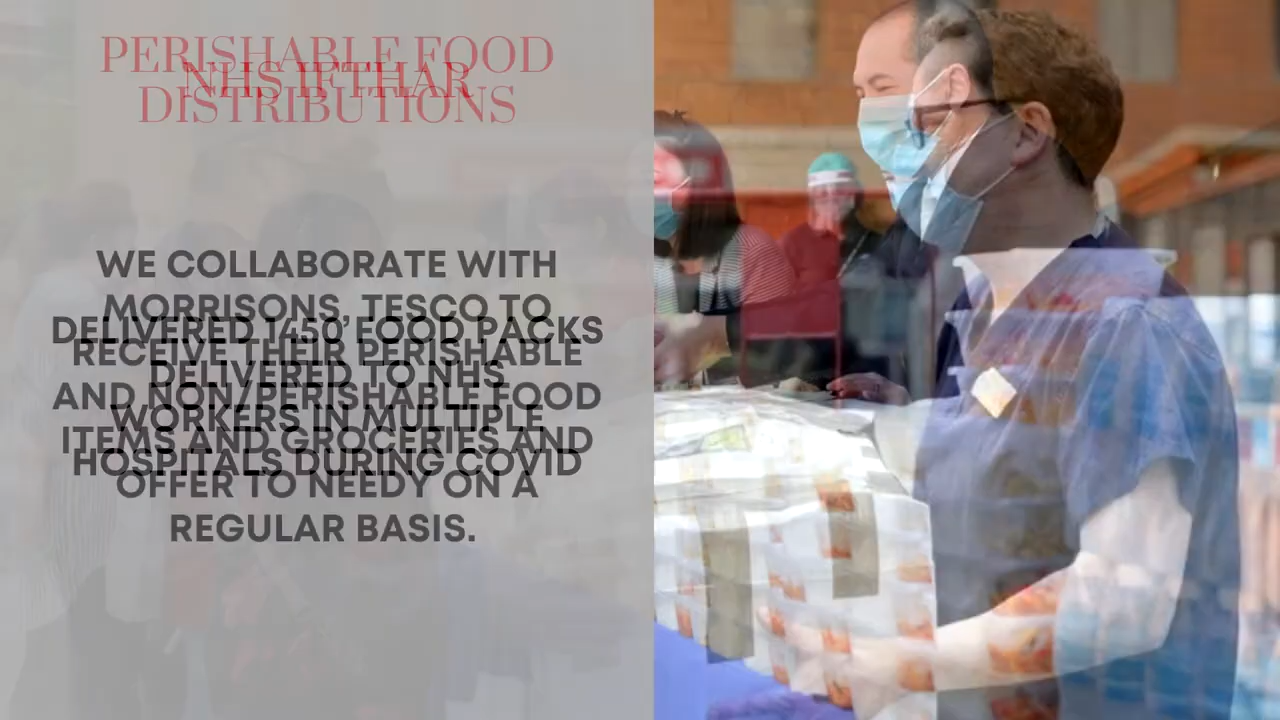 PERISHABLE FOOD
DISTRIBUTIONS
NHS IFTHAR
WE COLLABORATE WITH
MORRISONS, TESCO TO
RECEIVE THEIR PERISHABLE
AND NON/PERISHABLE FOOD
ITEMS AND GROCERIES AND
OFFER TO NEEDY ON A
REGULAR BASIS.
DELIVERED 1450 FOOD PACKS
DELIVERED TO NHS
WORKERS IN MULTIPLE
HOSPITALS DURING COVID